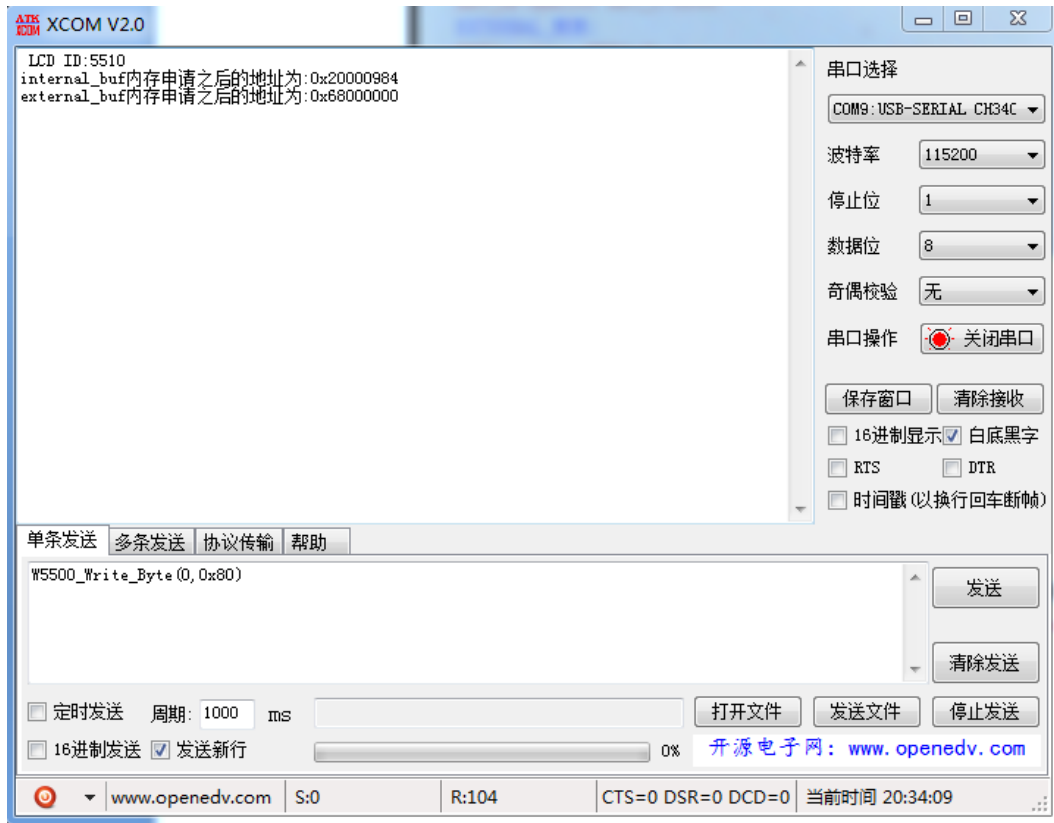 ATK XCOM XCOM V2.0
LCD ID:5510
internal_buf内存申请之后的地址为:0x20000984
external_buf内存申请之后的地址为:0x68000000
串口选择
COM9:USB-SERIAL CH34C
波特率 115200
停止位 1
数据位 8
奇偶校验 无
串口操作 关闭串口
保存窗口 清除接收
16进制显示 白底黑字
RTS DTR
时间戳(以换行回车断帧)
单条发送 多条发送 协议传输 帮助
W5500_Write_Byte(0,0x80)
发送
清除发送
定时发送 周期: 1000 ms 打开文件 发送文件 停止发送
16进制发送 发送新行 0% 开源电子网: www.openedv.com
www.openedv.com S:0 R:104 CTS=0 DSR=0 DCD=0 当前时间 20:34:09